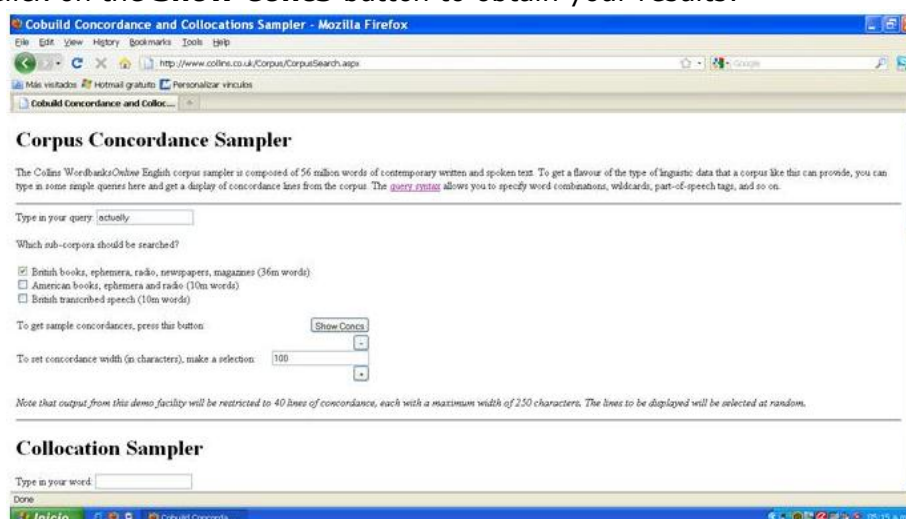 click on the Show Concs button to obtain your results.
Cobuild Concordance and Collocations Sampler - Mozilla Firefox
File Edit View History Bookmarks Tools Help
http://www.collins.co.uk/Corpus/CorpusSearch.aspx
Google
Más visitados Hotmail gratuito Personalizar vínculos
Cobuild Concordance and Colloc...
Corpus Concordance Sampler
The Collins WordbanksOnline English corpus sampler is composed of 56 million words of contemporary written and spoken text. To get a flavour of the type of linguistic data that a corpus like this can provide, you can
type in some simple queries here and get a display of concordance lines from the corpus. The query syntax allows you to specify word combinations, wildcards, part-of-speech tags, and so on.
Type in your query: actually
Which sub-corpora should be searched?
British books, ephemera, radio, newspapers, magazines (36m words)
American books, ephemera and radio (10m words)
British transcribed speech (10m words)
To get sample concordances, press this button: Show Concs
To set concordance width (in characters), make a selection: 100
Note that output from this demo facility will be restricted to 40 lines of concordance, each with a maximum width of 250 characters. The lines to be displayed will be selected at random.
Collocation Sampler
Type in your word:
Done
Inicio Cobuild Concorda...
05:15 a.m.